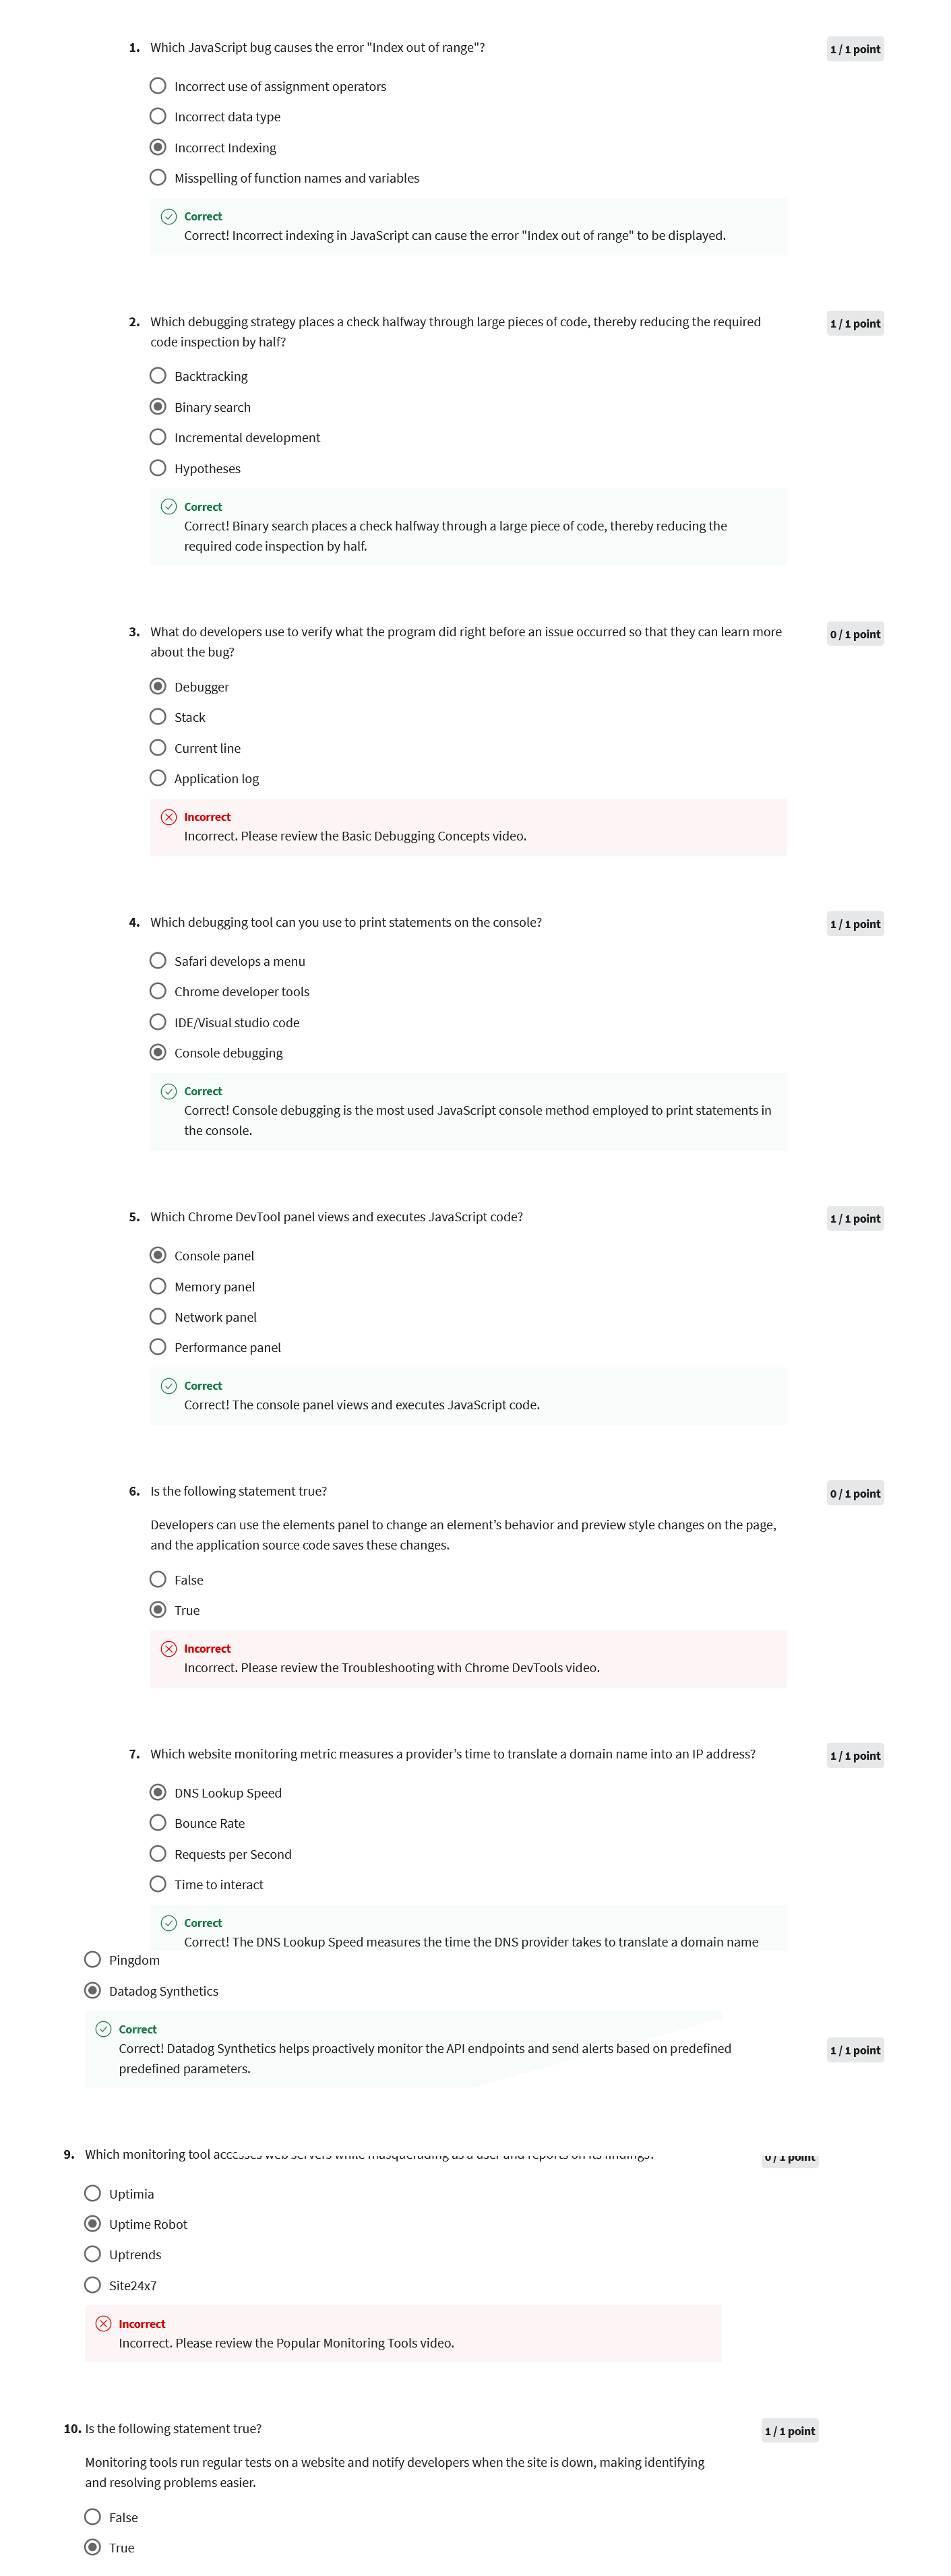 1. Which JavaScript bug causes the error "Index out of range"?
1 / 1 point
Incorrect use of assignment operators
Incorrect data type
Incorrect Indexing
Misspelling of function names and variables
Correct
Correct! Incorrect indexing in JavaScript can cause the error "Index out of range" to be displayed.
2. Which debugging strategy places a check halfway through large pieces of code, thereby reducing the required
code inspection by half?
1 / 1 point
Backtracking
Binary search
Incremental development
Hypotheses
Correct
Correct! Binary search places a check halfway through a large piece of code, thereby reducing the
required code inspection by half.
3. What do developers use to verify what the program did right before an issue occurred so that they can learn more
about the bug?
0 / 1 point
Debugger
Stack
Current line
Application log
Incorrect
Incorrect. Please review the Basic Debugging Concepts video.
4. Which debugging tool can you use to print statements on the console?
1 / 1 point
Safari develops a menu
Chrome developer tools
IDE/Visual studio code
Console debugging
Correct
Correct! Console debugging is the most used JavaScript console method employed to print statements in
the console.
5. Which Chrome DevTool panel views and executes JavaScript code?
1 / 1 point
Console panel
Memory panel
Network panel
Performance panel
Correct
Correct! The console panel views and executes JavaScript code.
6. Is the following statement true?
0 / 1 point
Developers can use the elements panel to change an element’s behavior and preview style changes on the page,
and the application source code saves these changes.
False
True
Incorrect
Incorrect. Please review the Troubleshooting with Chrome DevTools video.
7. Which website monitoring metric measures a provider’s time to translate a domain name into an IP address?
1 / 1 point
DNS Lookup Speed
Bounce Rate
Requests per Second
Time to interact
Correct
Correct! The DNS Lookup Speed measures the time the DNS provider takes to translate a domain name
Pingdom
Datadog Synthetics
Correct
Correct! Datadog Synthetics helps proactively monitor the API endpoints and send alerts based on predefined
predefined parameters.
1 / 1 point
9. Which monitoring tool accesses web servers while masquerading as a user and reports on its findings?
0 / 1 point
Uptimia
Uptime Robot
Uptrends
Site24x7
Incorrect
Incorrect. Please review the Popular Monitoring Tools video.
10. Is the following statement true?
1 / 1 point
Monitoring tools run regular tests on a website and notify developers when the site is down, making identifying
and resolving problems easier.
False
True